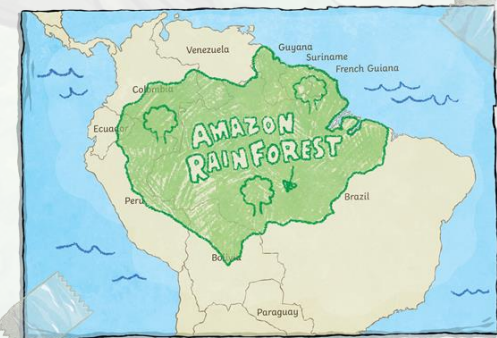 Venezuela
Guyana
Suriname
French Guiana
Colombia
Ecuador
AMAZON
RAINFOREST
Peru
Brazil
Bolivia
Paraguay